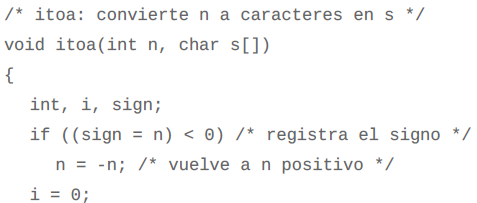 /* itoa: convierte n a caracteres en s */
void itoa(int n, char s[])
{
int, i, sign;
if ((sign = n) < 0) /* registra el signo */
n = -n; /* vuelve a n positivo */
i = 0;